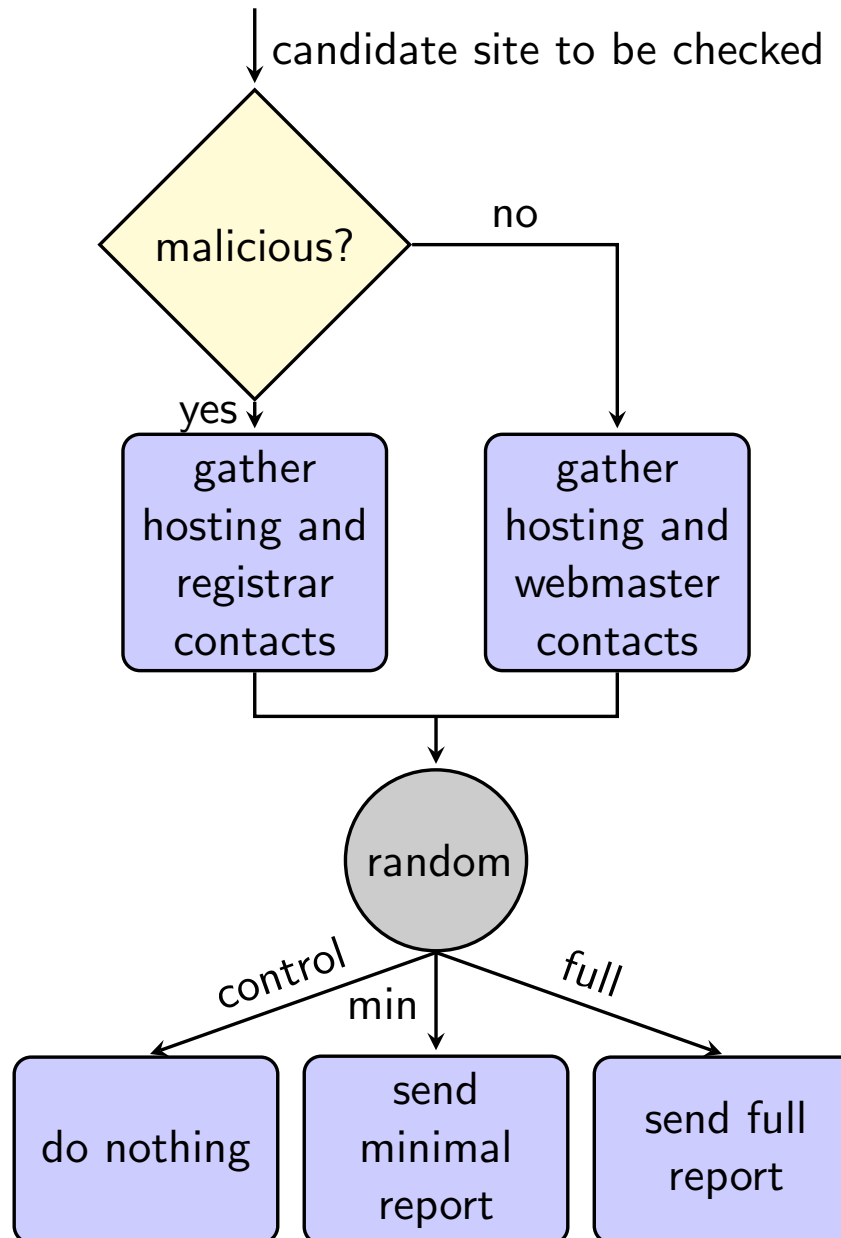 candidate site to be checked
malicious?
no
yes
gather
hosting and
registrar
contacts
gather
hosting and
webmaster
contacts
random
control
min
full
do nothing
send
minimal
report
send full
report